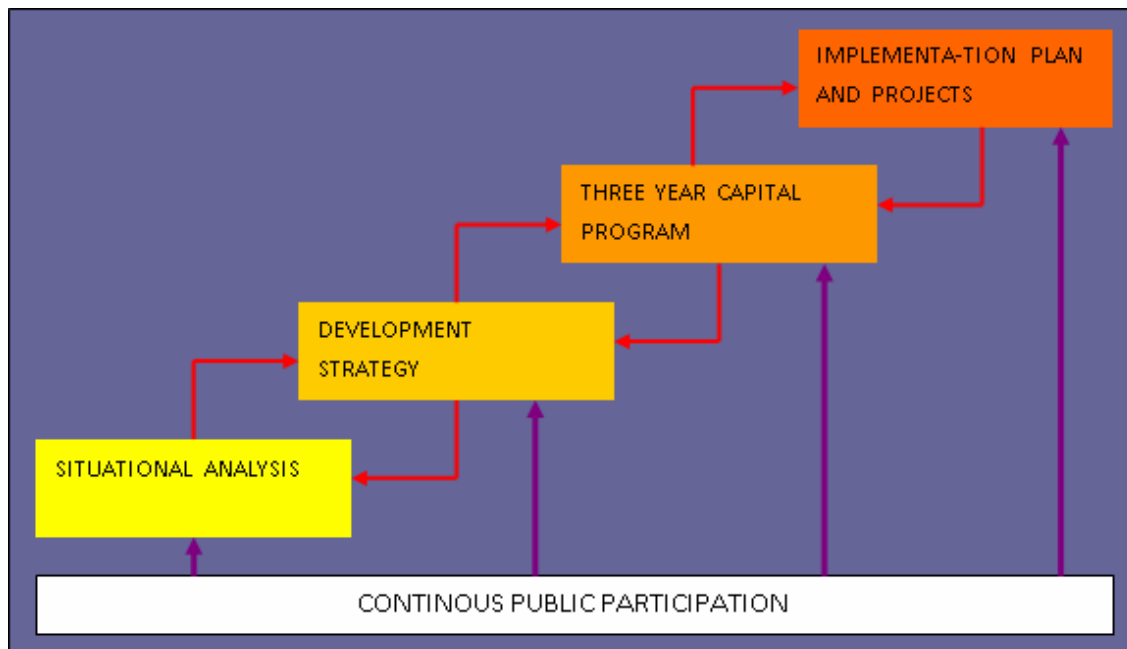 IMPLEMENTA-TION PLAN
AND PROJECTS
THREE YEAR CAPITAL
PROGRAM
DEVELOPMENT
STRATEGY
SITUATIONAL ANALYSIS
CONTINOUS PUBLIC PARTICIPATION